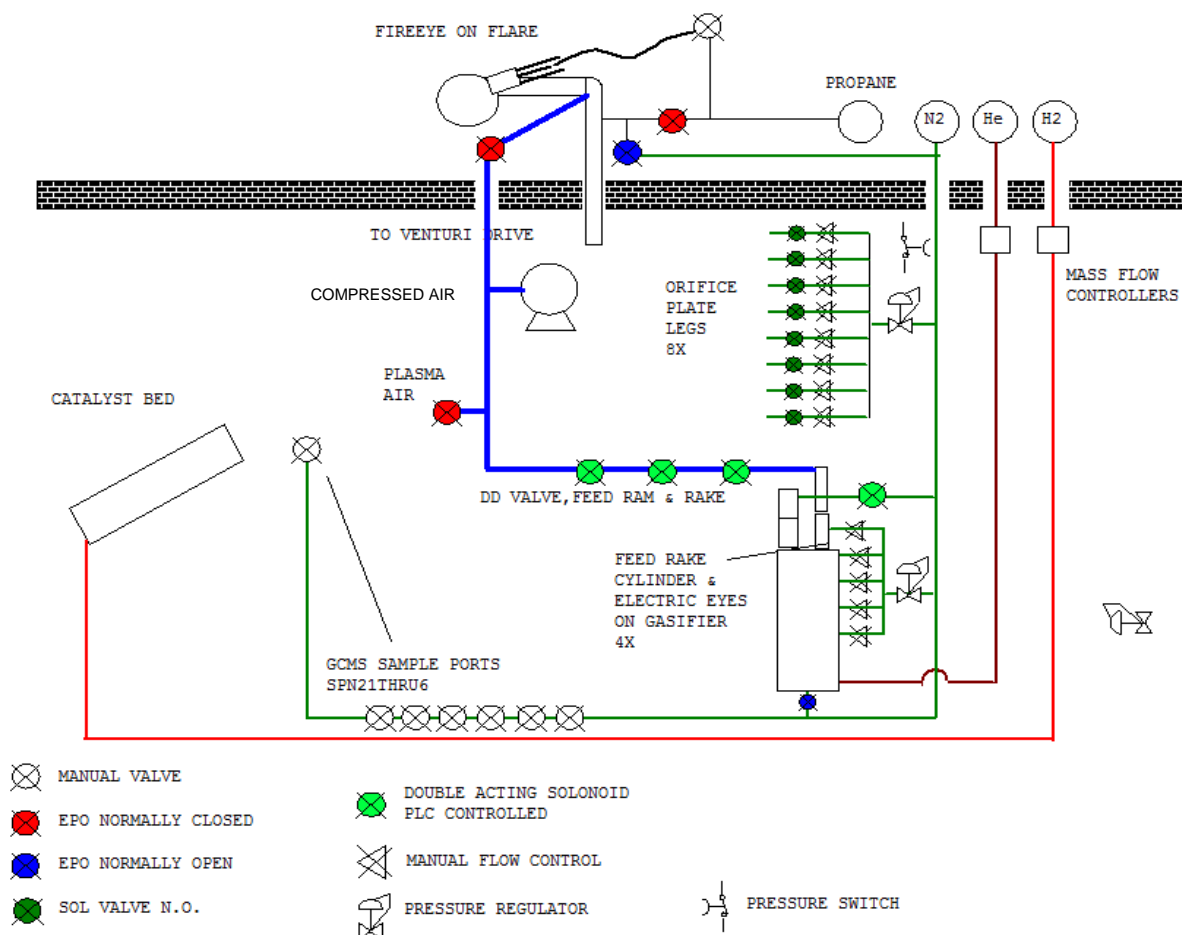 FIREEYE ON FLARE
PROPANE
N2
He
H2
TO VENTURI DRIVE
COMPRESSED AIR
ORIFICE
PLATE
LEGS
8X
MASS FLOW
CONTROLLERS
PLASMA
AIR
CATALYST BED
DD VALVE,FEED RAM & RAKE
FEED RAKE
CYLINDER &
ELECTRIC EYES
ON GASIFIER
4X
GCMS SAMPLE PORTS
SPN21THRU6
MANUAL VALVE
EPO NORMALLY CLOSED
EPO NORMALLY OPEN
SOL VALVE N.O.
DOUBLE ACTING SOLONOID
PLC CONTROLLED
MANUAL FLOW CONTROL
PRESSURE REGULATOR
PRESSURE SWITCH